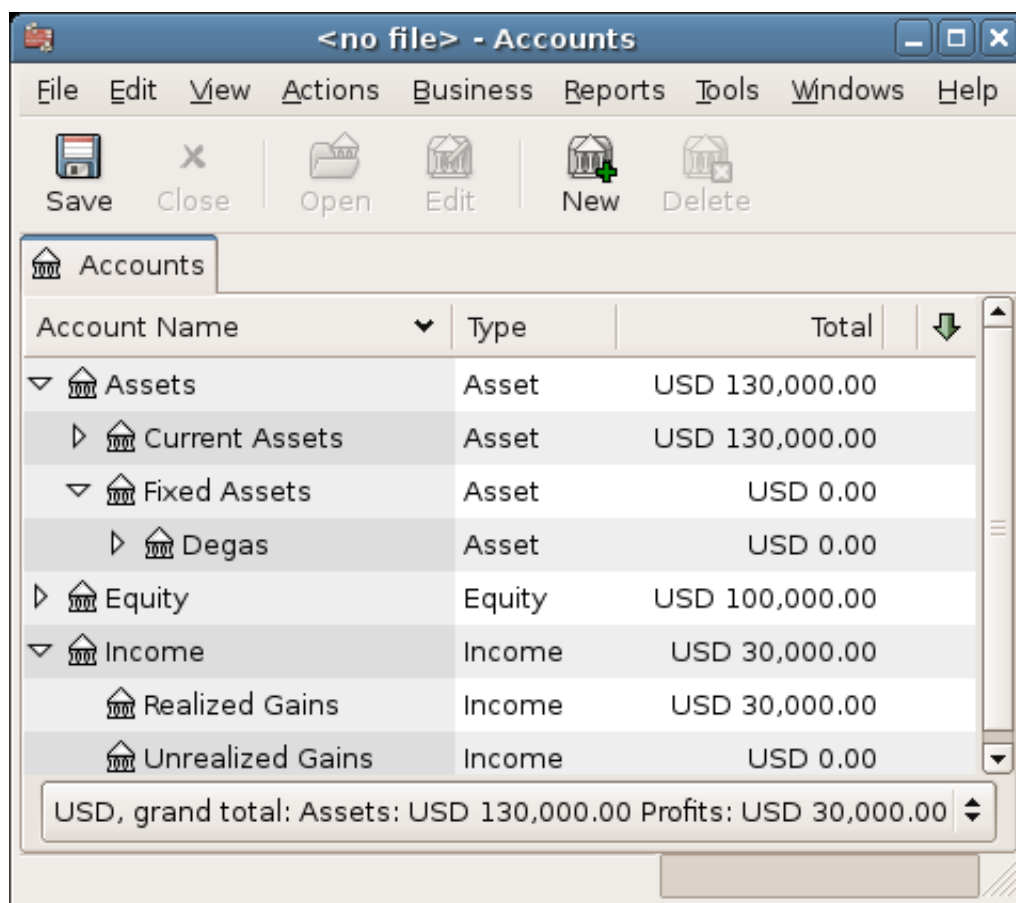 <no file> - Accounts
File Edit View Actions Business Reports Tools Windows Help
Save Close Open Edit New Delete
Accounts
Account Name Type Total
Assets Asset USD 130,000.00
Current Assets Asset USD 130,000.00
Fixed Assets Asset USD 0.00
Degas Asset USD 0.00
Equity Equity USD 100,000.00
Income Income USD 30,000.00
Realized Gains Income USD 30,000.00
Unrealized Gains Income USD 0.00
USD, grand total: Assets: USD 130,000.00 Profits: USD 30,000.00